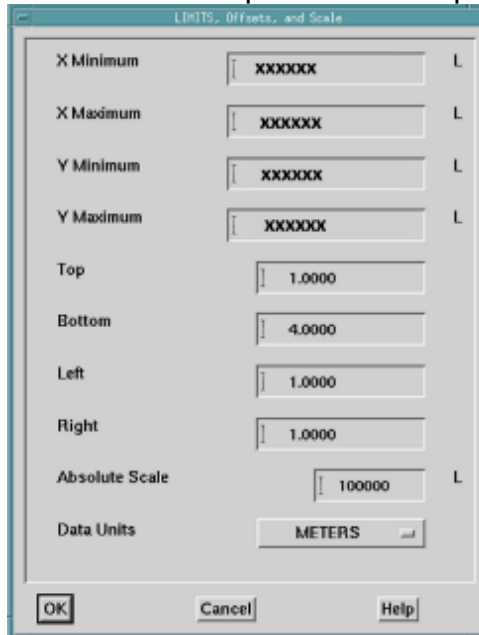 LIMITS, Offsets, and Scale
X Minimum xxxxxx L
X Maximum xxxxxx L
Y Minimum xxxxxx L
Y Maximum xxxxxx L
Top 1.0000
Bottom 4.0000
Left 1.0000
Right 1.0000
Absolute Scale 100000 L
Data Units METERS
OK Cancel Help